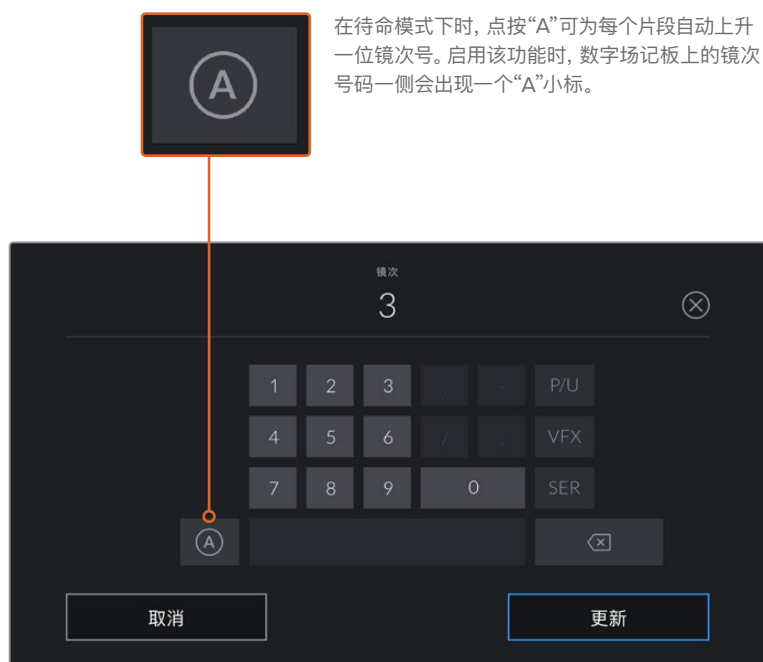 A
在待命模式下时，点按“A”可为每个片段自动上升
一位镜次号。启用该功能时，数字场记板上的镜次
号码一侧会出现一个“A”小标。
镜次
3
1 2 3 - P/U
4 5 6 / VFX
7 8 9 0 SER
A
取消 更新